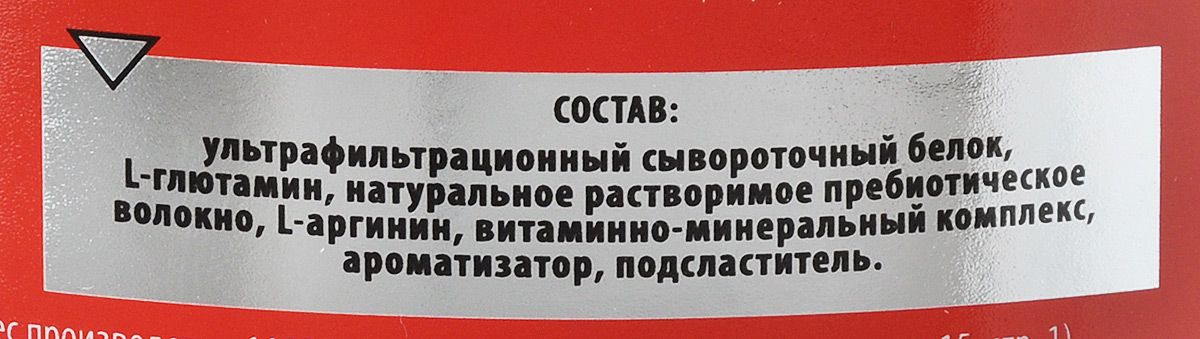 СОСТАВ:
ультрафильтрационный сывороточный белок,
L-глютамин, натуральное растворимое пребиотическое
волокно, L-аргинин, витаминно-минеральный комплекс,
ароматизатор, подсластитель.